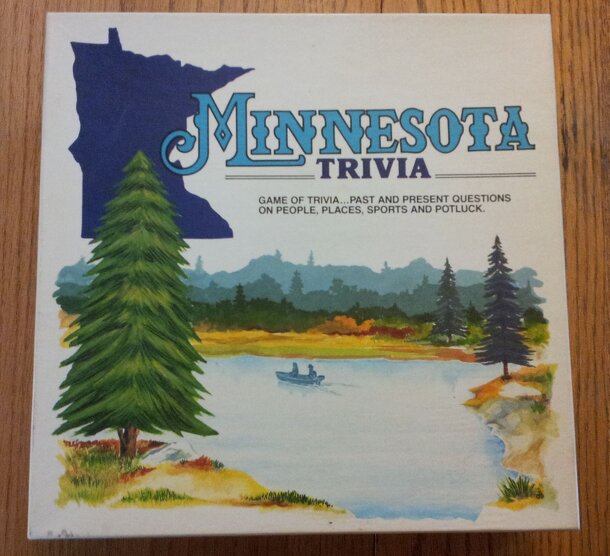 MINNESOTA
TRIVIA
GAME OF TRIVIA...PAST AND PRESENT QUESTIONS
ON PEOPLE, PLACES, SPORTS AND POTLUCK.